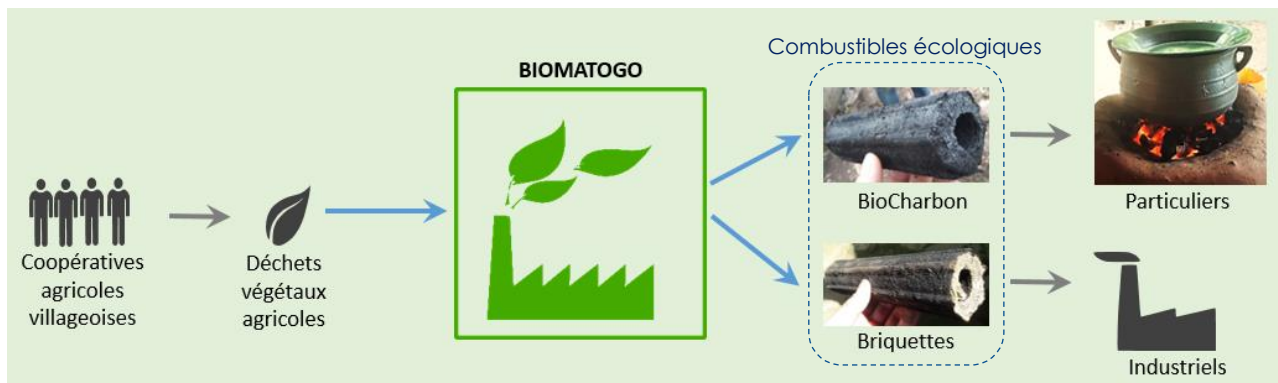 Coopératives
agricoles
villageoises
Déchets
végétaux
agricoles
BIOMATOGO
Combustibles écologiques
BioCharbon
Briquettes
Particuliers
Industriels